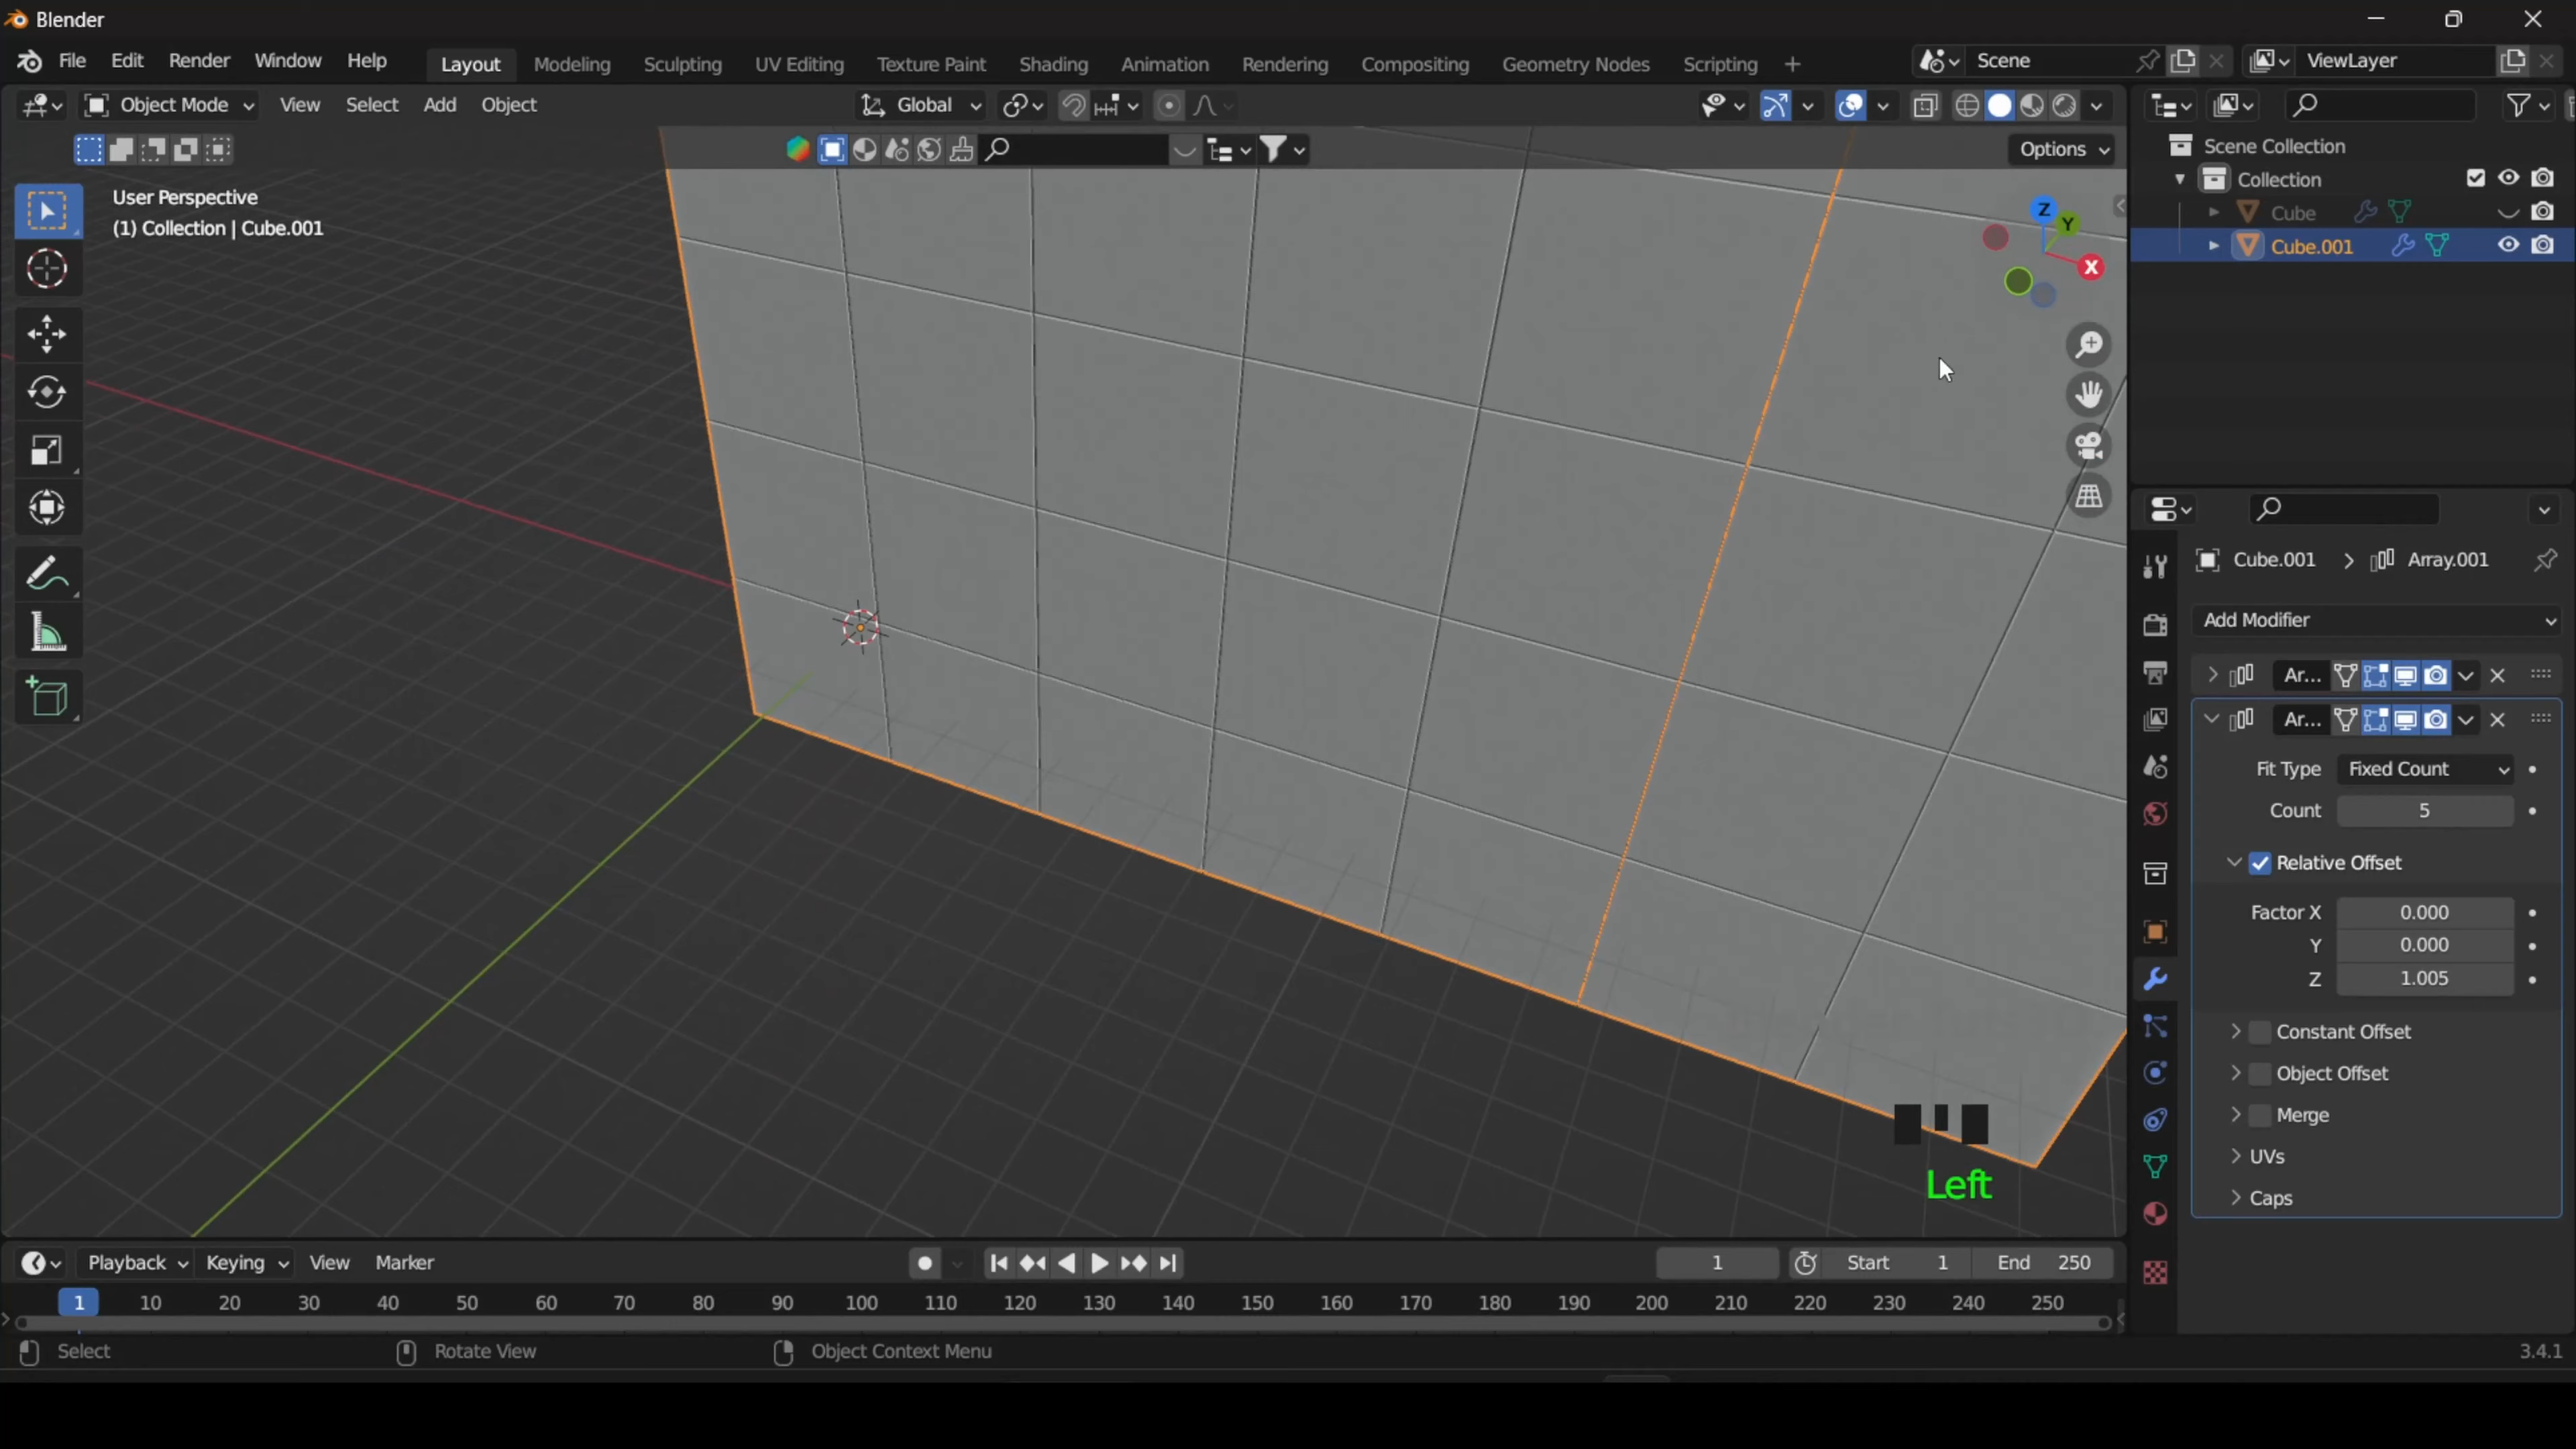 Blender
File Edit Render Window Help Layout Modeling Sculpting UV Editing Texture Paint Shading Animation Rendering Compositing Geometry Nodes Scripting + Scene ViewLayer
Object Mode View Select Add Object Global
Options
User Perspective
(1) Collection | Cube.001
Z
Y
X
Left
Scene Collection
Collection
Cube
Cube.001
Cube.001 > Array.001
Add Modifier
Ar...
Ar...
Fit Type Fixed Count
Count 5
Relative Offset
Factor X 0.000
Y 0.000
Z 1.005
Constant Offset
Object Offset
Merge
UVs
Caps
Playback Keying View Marker 1 Start 1 End 250
1 10 20 30 40 50 60 70 80 90 100 110 120 130 140 150 160 170 180 190 200 210 220 230 240 250
Select Rotate View Object Context Menu 3.4.1